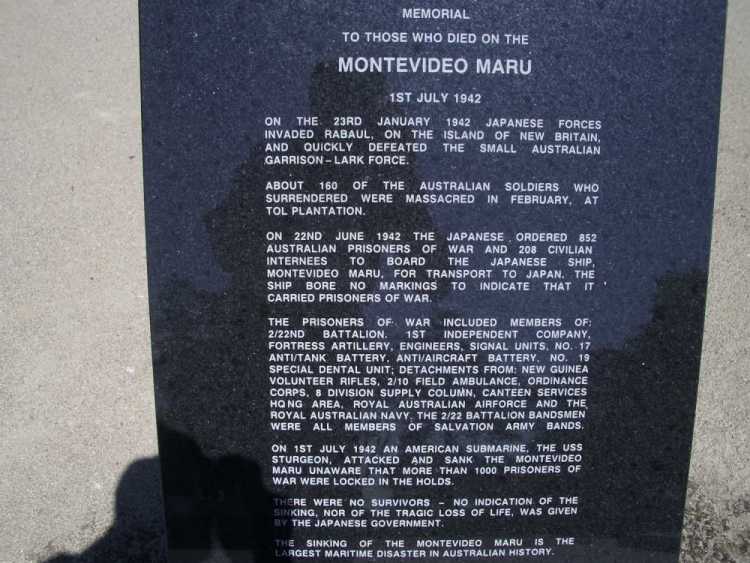 MEMORIAL
TO THOSE WHO DIED ON THE
MONTEVIDEO MARU
1ST JULY 1942
ON THE 23RD JANUARY 1942 JAPANESE FORCES
INVADED RABAUL, ON THE ISLAND OF NEW BRITAIN,
AND QUICKLY DEFEATED THE SMALL AUSTRALIAN
GARRISON – LARK FORCE.
ABOUT 160 OF THE AUSTRALIAN SOLDIERS WHO
SURRENDERED WERE MASSACRED IN FEBRUARY, AT
TOL PLANTATION.
ON 22ND JUNE 1942 THE JAPANESE ORDERED 852
AUSTRALIAN PRISONERS OF WAR AND 208 CIVILIAN
INTERNEES TO BOARD THE JAPANESE SHIP,
MONTEVIDEO MARU, FOR TRANSPORT TO JAPAN. THE
SHIP BORE NO MARKINGS TO INDICATE THAT IT
CARRIED PRISONERS OF WAR.
THE PRISONERS OF WAR INCLUDED MEMBERS OF:
2/22ND BATTALION. 1ST INDEPENDENT COMPANY,
FORTRESS ARTILLERY, ENGINEERS, SIGNAL UNITS, NO. 17
ANTI/TANK BATTERY, ANTI/AIRCRAFT BATTERY, NO. 19
SPECIAL DENTAL UNIT; DETACHMENTS FROM: NEW GUINEA
VOLUNTEER RIFLES, 2/10 FIELD AMBULANCE, ORDINANCE
CORPS, 8 DIVISION SUPPLY COLUMN, CANTEEN SERVICES
HQ NG AREA, ROYAL AUSTRALIAN AIRFORCE AND THE
ROYAL AUSTRALIAN NAVY. THE 2/22 BATTALION BANDSMEN
WERE ALL MEMBERS OF SALVATION ARMY BANDS.
ON 1ST JULY 1942 AN AMERICAN SUBMARINE, THE USS
STURGEON, ATTACKED AND SANK THE MONTEVIDEO
MARU UNAWARE THAT MORE THAN 1000 PRISONERS OF
WAR WERE LOCKED IN THE HOLDS.
THERE WERE NO SURVIVORS – NO INDICATION OF THE
SINKING, NOR OF THE TRAGIC LOSS OF LIFE, WAS GIVEN
BY THE JAPANESE GOVERNMENT.
THE SINKING OF THE MONTEVIDEO MARU IS THE
LARGEST MARITIME DISASTER IN AUSTRALIAN HISTORY.